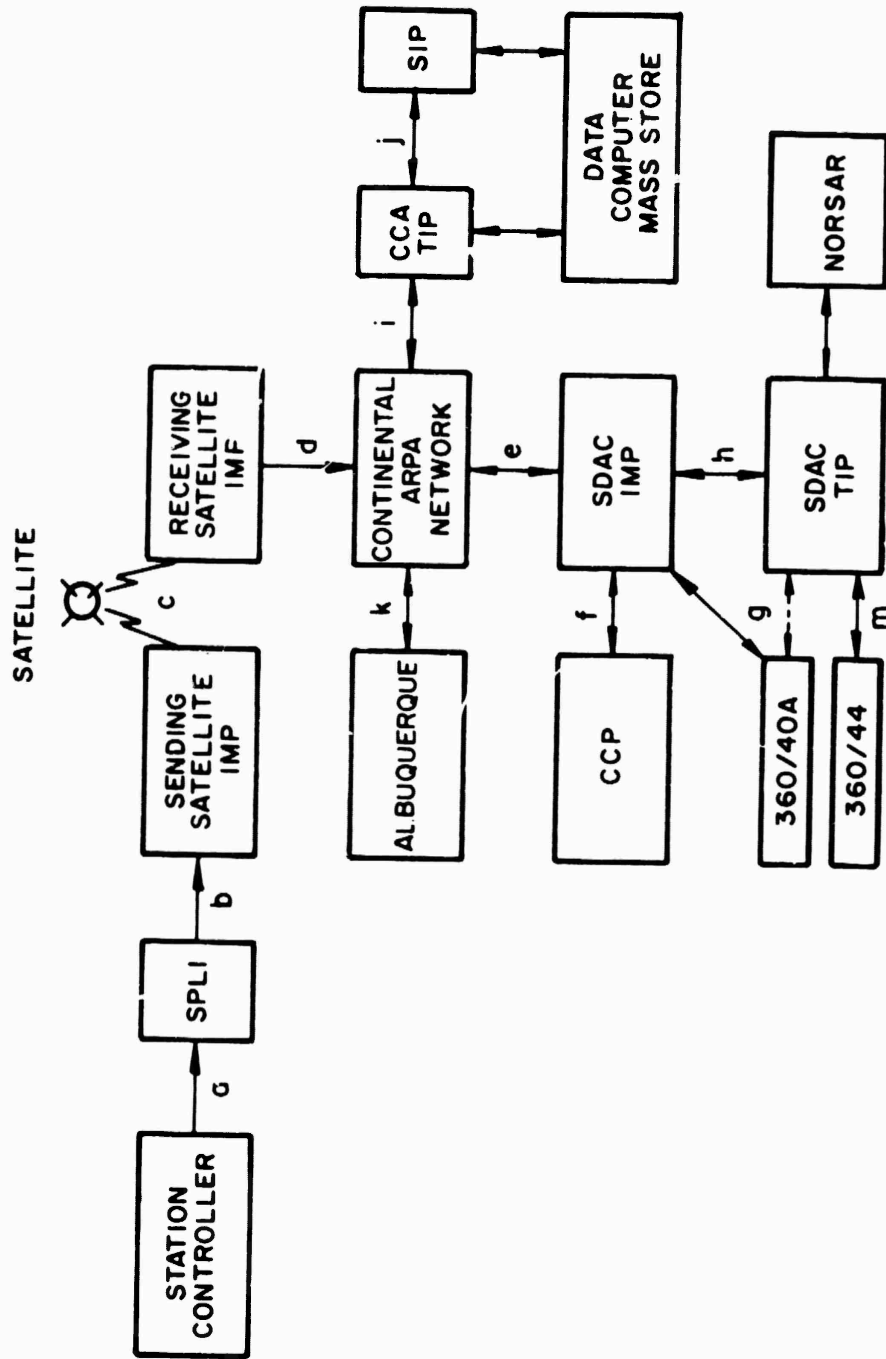 SATELLITE
STATION
CONTROLLER
a
SPLI
b
SENDING
SATELLITE
IMP
c
RECEIVING
SATELLITE
IMF
d
ALBUQUERQUE
k
CONTINENTAL
ARPA
NETWORK
i
CCA
TIP
j
SIP
e
DATA
COMPUTER
MASS STORE
CCP
f
SDAC
IMP
h
360/40A
g
360/44
m
SDAC
TIP
NORSAR